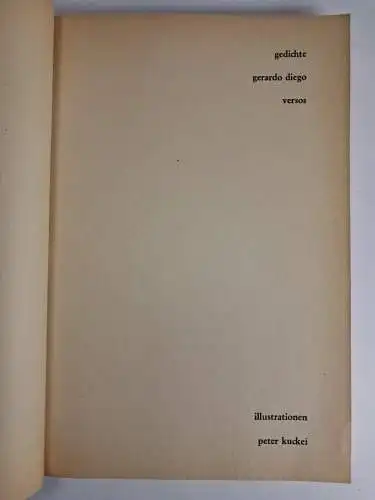 gedichte
gerardo diego
versos
illustrationen
peter kuckei